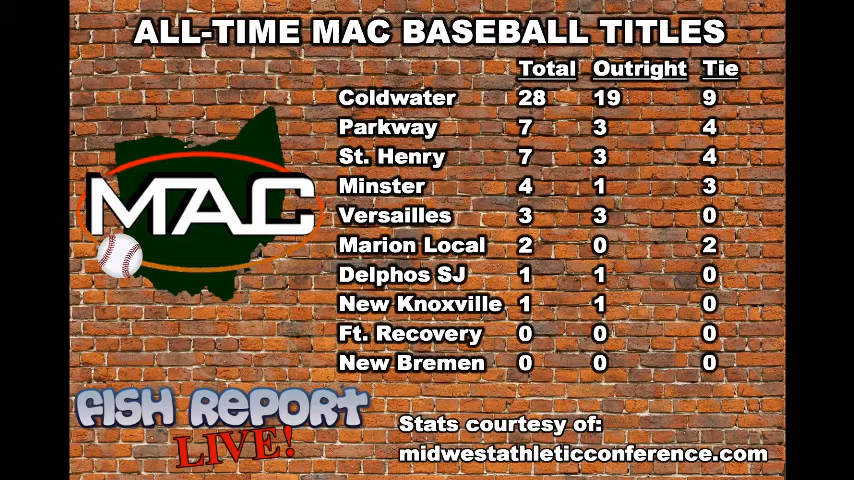 ALL-TIME MAC BASEBALL TITLES
Total Outright Tie
Coldwater 28 19 9
Parkway 7 3 4
St. Henry 7 3 4
Minster 4 1 3
Versailles 3 3 0
Marion Local 2 0 2
Delphos SJ 1 1 0
New Knoxville 1 1 0
Ft. Recovery 0 0 0
New Bremen 0 0 0
MAC
FISH REPORT
LIVE!
Stats courtesy of:
midwestathleticconference.com